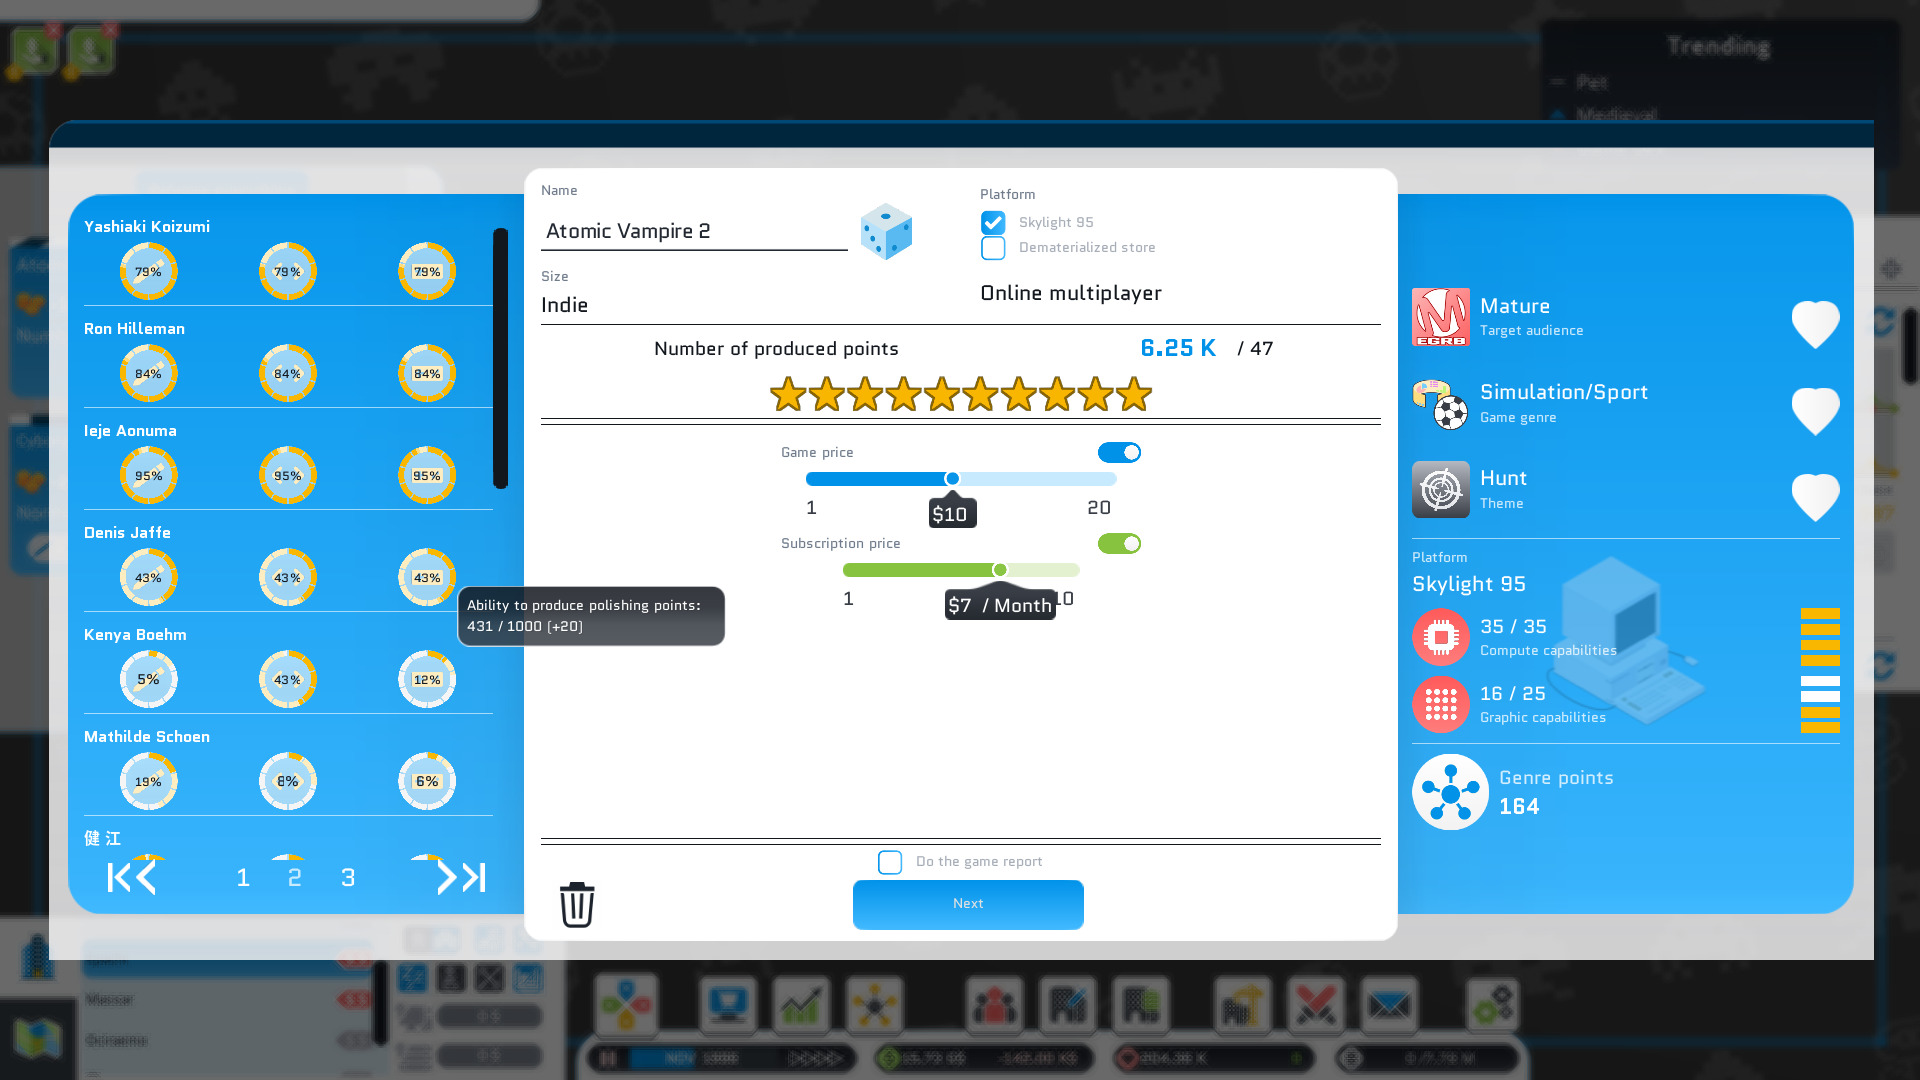 Trending
Pet
Medieval
Yashiaki Koizumi
79%
79%
79%
Ron Hilleman
84%
84%
84%
Ieje Aonuma
95%
95%
95%
Denis Jaffe
43%
43%
43%
Kenya Boehm
5%
43%
12%
Mathilde Schoen
19%
8%
6%
健 江
1
2
3
Name
Atomic Vampire 2
Size
Indie
Platform
Skylight 95
Dematerialized store
Online multiplayer
Number of produced points
6.25 K / 47
Game price
1
20
$10
Subscription price
1
10
$7 / Month
Ability to produce polishing points:
431 / 1000 (+20)
Do the game report
Next
Mature
Target audience
EGRB
Simulation/Sport
Game genre
Hunt
Theme
Platform
Skylight 95
35 / 35
Compute capabilities
16 / 25
Graphic capabilities
Genre points
164